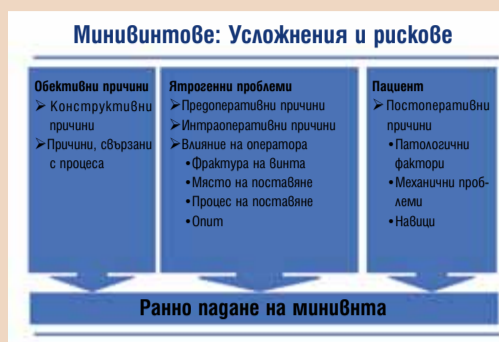 Минивинтове: Усложнения и рискове
Обективни причини
➢ Конструктивни
причини
➢Причини, свързани
с процеса
Ятрогенни проблеми
➢Предоперативни причини
➢Интраоперативни причини
➢Влияние на оператора
•Фрактура на винта
•Място на поставяне
•Процес на поставяне
•Опит
Пациент
➢ Постоперативни
причини
•Патологични
фактори
•Механични проб-
леми
•Навици
Ранно падане на минивнта